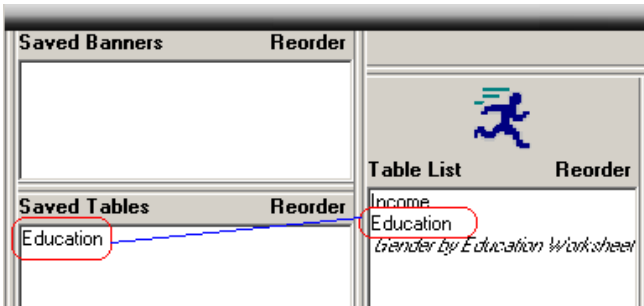 Saved Banners Reorder
Saved Tables Reorder
Education
Table List Reorder
Income
Education
Gender by Education Worksheet